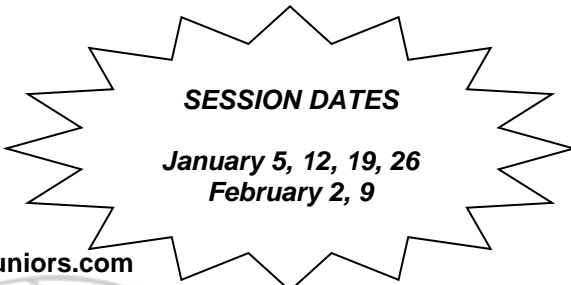 SESSION DATES
January 5, 12, 19, 26
February 2, 9
uniors.com